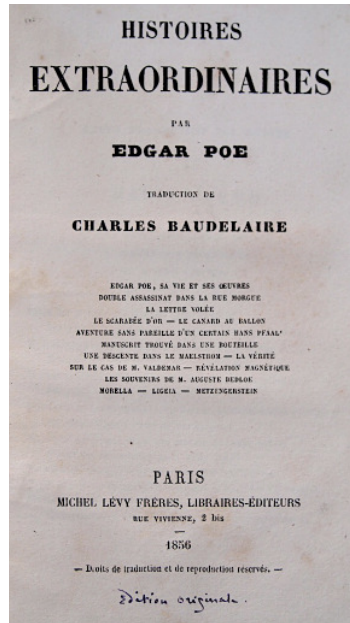 HISTOIRES
EXTRAORDINAIRES
PAR
EDGAR POE
TRADUCTION DE
CHARLES BAUDELAIRE
EDGAR POE, SA VIE ET SES ŒUVRES
DOUBLE ASSASSINAT DANS LA RUE MORGUE
LA LETTRE VOLÉE
LE SCARABÉE D'OR — LE CANARD AU BALLON
AVENTURE SANS PAREILLE D'UN CERTAIN HANS PFAAL
MANUSCRIT TROUVÉ DANS UNE BOUTEILLE
UNE DESCENTE DANS LE MAELSTROM — LA VÉRITÉ
SUR LE CAS DE M. VALDEMAR — RÉVÉLATION MAGNÉTIQUE
LES SOUVENIRS DE M. AUGUSTE BEDLOE
MORELLA — LIGEIA — METZENGERSTEIN
PARIS
MICHEL LÉVY FRÈRES, LIBRAIRES-ÉDITEURS
RUE VIVIENNE, 2 bis
1856
— Droits de traduction et de reproduction réservés. —
Edition originale.